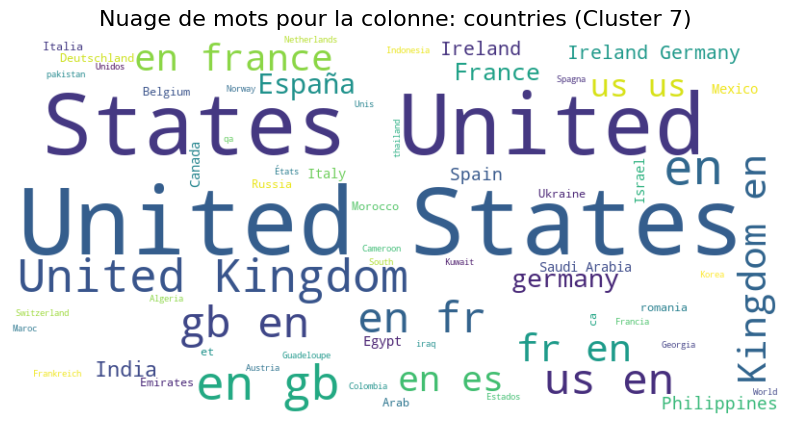 Nuage de mots pour la colonne: countries (Cluster 7)
Italia
Netherlands
en france
Indonesia
Ireland
Ireland Germany
Deutschland
Unidos
pakistan
España
France
Spagna
us us
Mexico
Belgium
Norway
Unis
States United
qa
thailand
Canada
États
Italy
Spain
en
Kingdom en
Israel
Russia
Ukraine
Morocco
United States
Cameroon
South
Kuwait
Saudi Arabia
Korea
United Kingdom
germany
Algeria
Switzerland
Maroc
gb en
en fr
ca
romania
Francia
Egypt
iraq
fr en
Georgia
et
Guadeloupe
India
Austria
Frankreich
Emirates
en gb
Colombia
Arab
en es
Estados
us en
World
Philippines